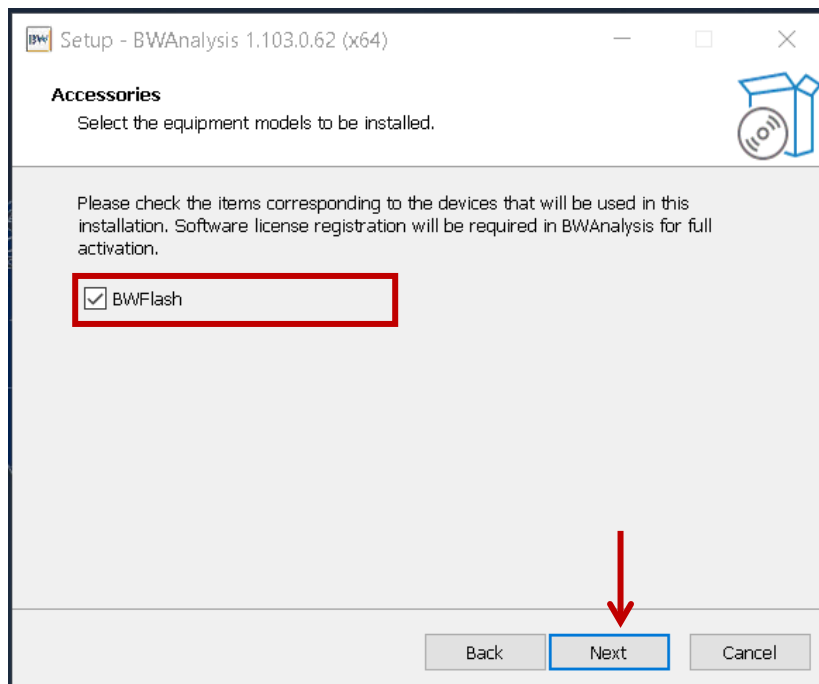 BW Setup - BWAnalysis 1.103.0.62 (x64)
Accessories
Select the equipment models to be installed.
Please check the items corresponding to the devices that will be used in this
installation. Software license registration will be required in BWAnalysis for full
activation.
BWFlash
Back Next Cancel